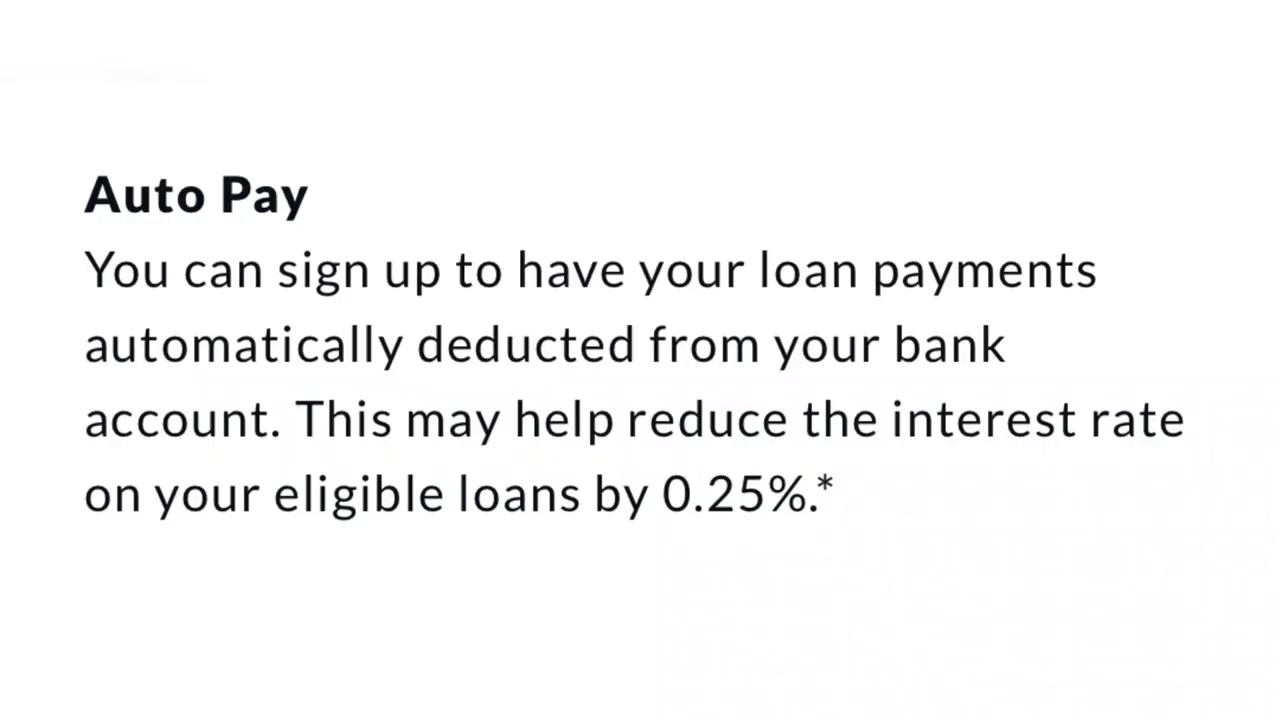 Auto Pay
You can sign up to have your loan payments
automatically deducted from your bank
account. This may help reduce the interest rate
on your eligible loans by 0.25%.*